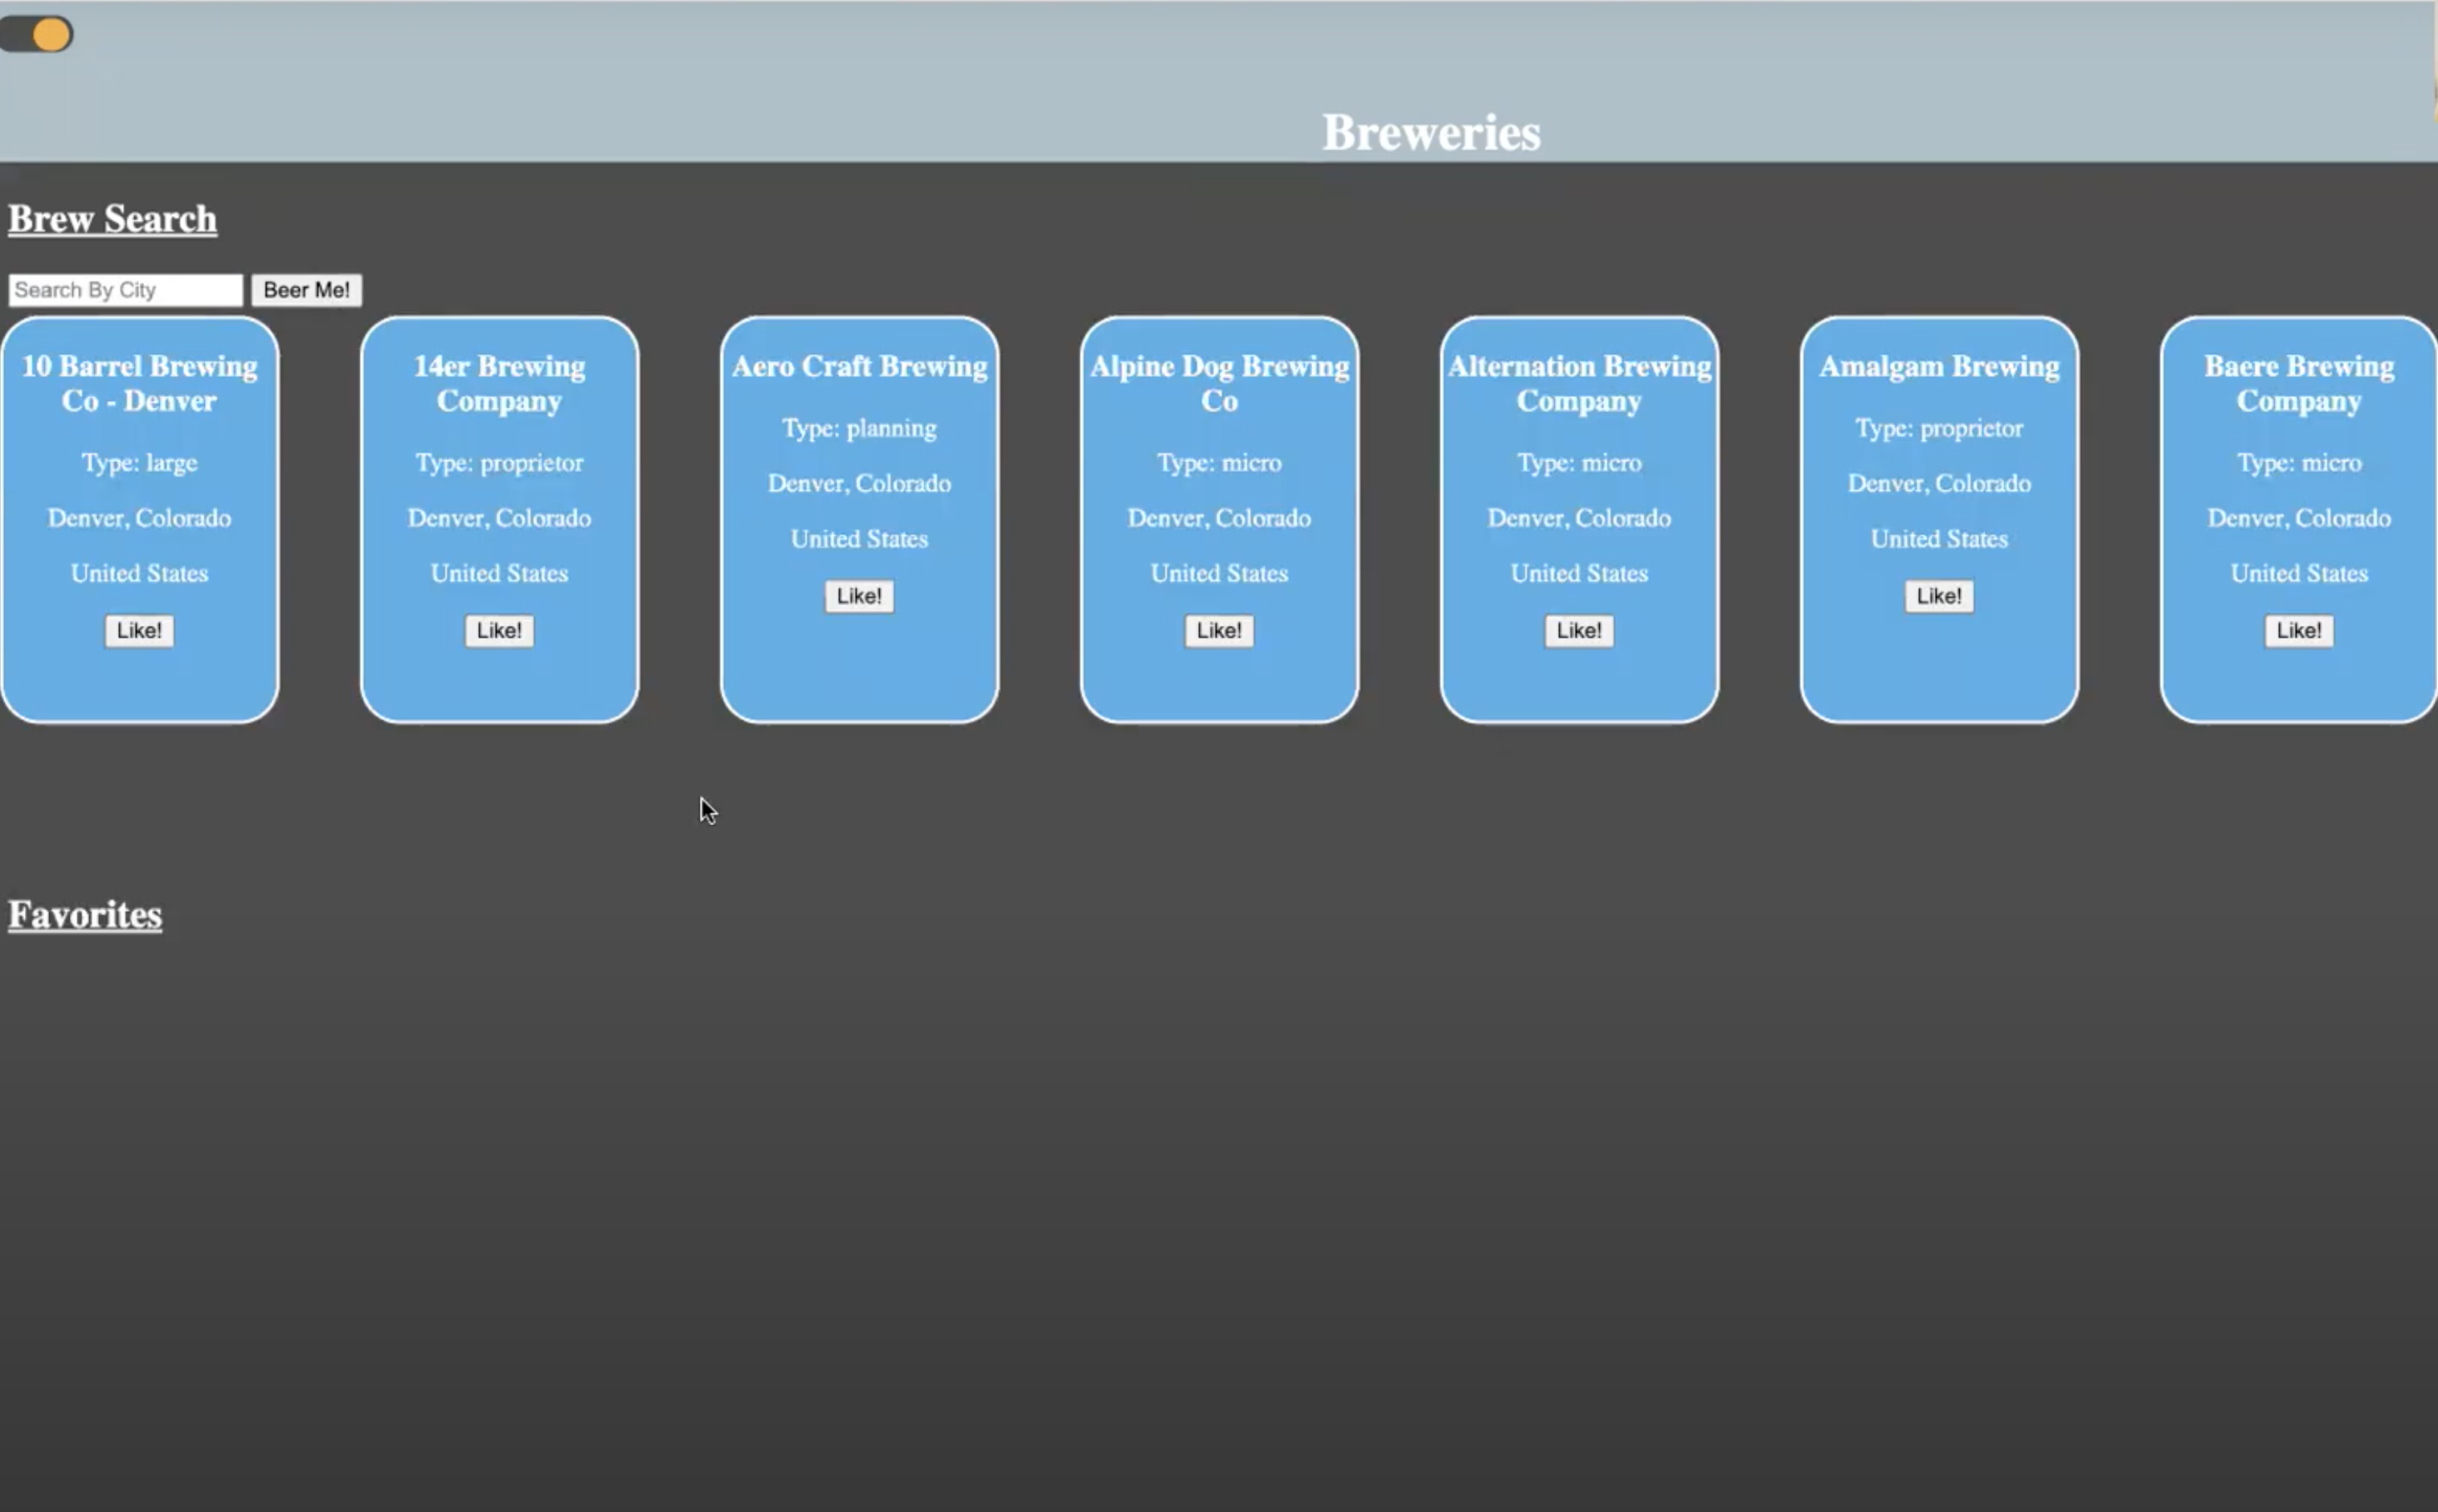 Breweries
Brew Search
Search By City
Beer Me!
10 Barrel Brewing
Co - Denver
Type: large
Denver, Colorado
United States
Like!
14er Brewing
Company
Type: proprietor
Denver, Colorado
United States
Like!
Aero Craft Brewing
Type: planning
Denver, Colorado
United States
Like!
Alpine Dog Brewing
Co
Type: micro
Denver, Colorado
United States
Like!
Alternation Brewing
Company
Type: micro
Denver, Colorado
United States
Like!
Amalgam Brewing
Type: proprietor
Denver, Colorado
United States
Like!
Baere Brewing
Company
Type: micro
Denver, Colorado
United States
Like!
Favorites